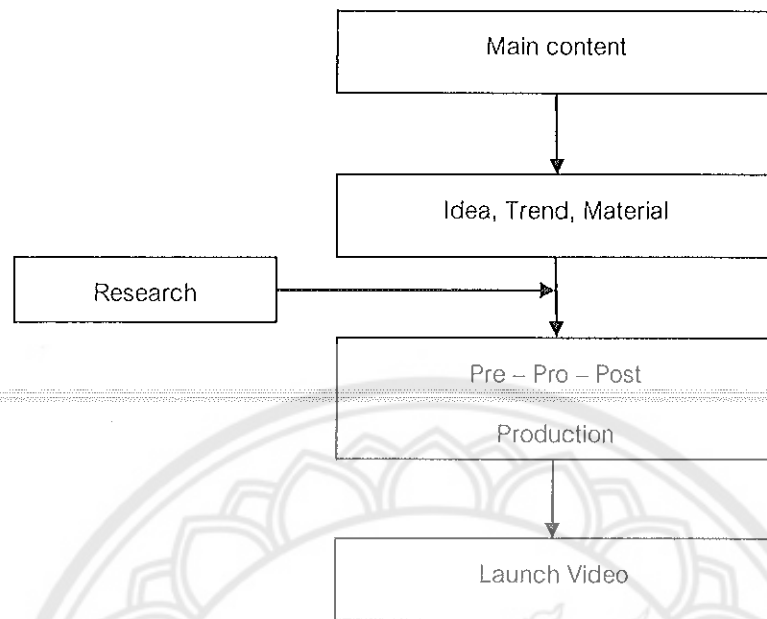 Main content
Idea, Trend, Material
Research
Pre – Pro – Post
Production
Launch Video